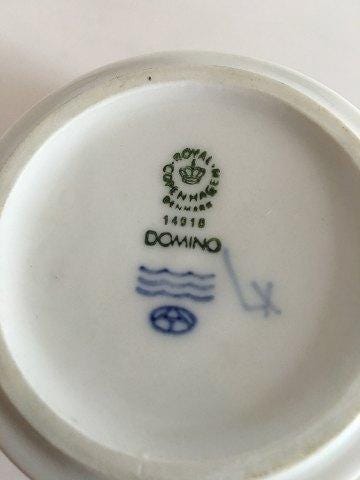 ROYAL COPENHAGEN
DENMARK
14918
DOMINO